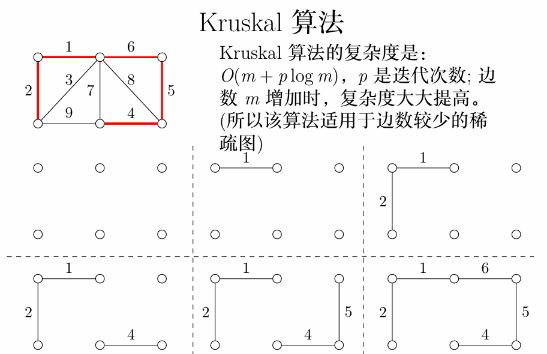 Kruskal 算法
Kruskal 算法的复杂度是:
O(m + p log m), p 是迭代次数; 边
数 m 增加时, 复杂度大大提高。
(所以该算法适用于边数较少的稀
疏图)
1 6
2 3 7 8 5
9 4
1
1
2
1
2
4
1
2 5
4
1 6
2 5
4